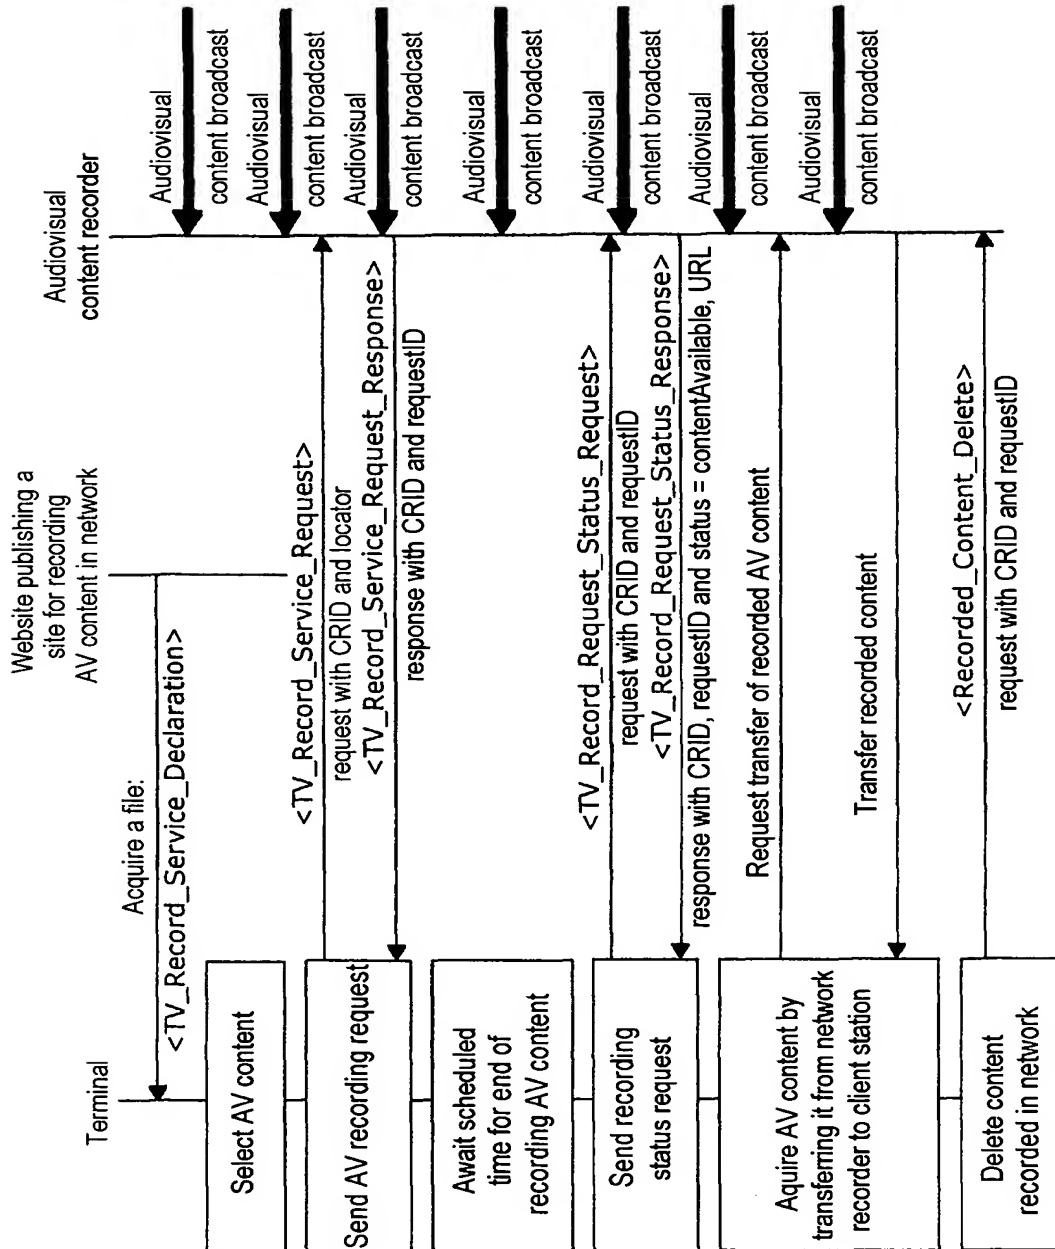 Terminal
Website publishing a
site for recording
AV content in network
Audiovisual
content recorder
Acquire a file:
<TV_Record_Service_Declaration>
Audiovisual
content broadcast
Select AV content
Audiovisual
content broadcast
Send AV recording request
<TV_Record_Service_Request>
request with CRID and locator
<TV_Record_Service_Request_Response>
response with CRID and requestID
Audiovisual
content broadcast
Await scheduled
time for end of
recording AV content
Audiovisual
content broadcast
Send recording
status request
<TV_Record_Request_Status_Request>
request with CRID and requestID
<TV_Record_Request_Status_Response>
response with CRID, requestID and status = contentAvailable, URL
Audiovisual
content broadcast
Aquire AV content by
transferring it from network
recorder to client station
Request transfer of recorded AV content
Audiovisual
content broadcast
Audiovisual
content broadcast
Transfer recorded content
Delete content
recorded in network
<Recorded_Content_Delete>
request with CRID and requestID